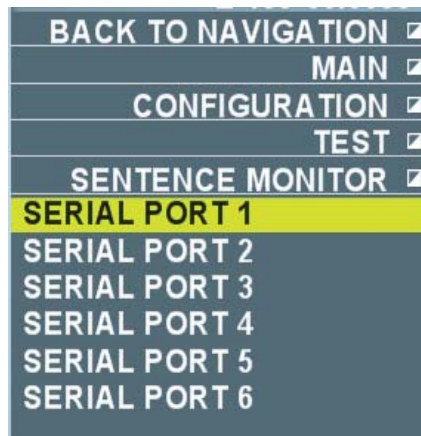 BACK TO NAVIGATION
MAIN
CONFIGURATION
TEST
SENTENCE MONITOR
SERIAL PORT 1
SERIAL PORT 2
SERIAL PORT 3
SERIAL PORT 4
SERIAL PORT 5
SERIAL PORT 6